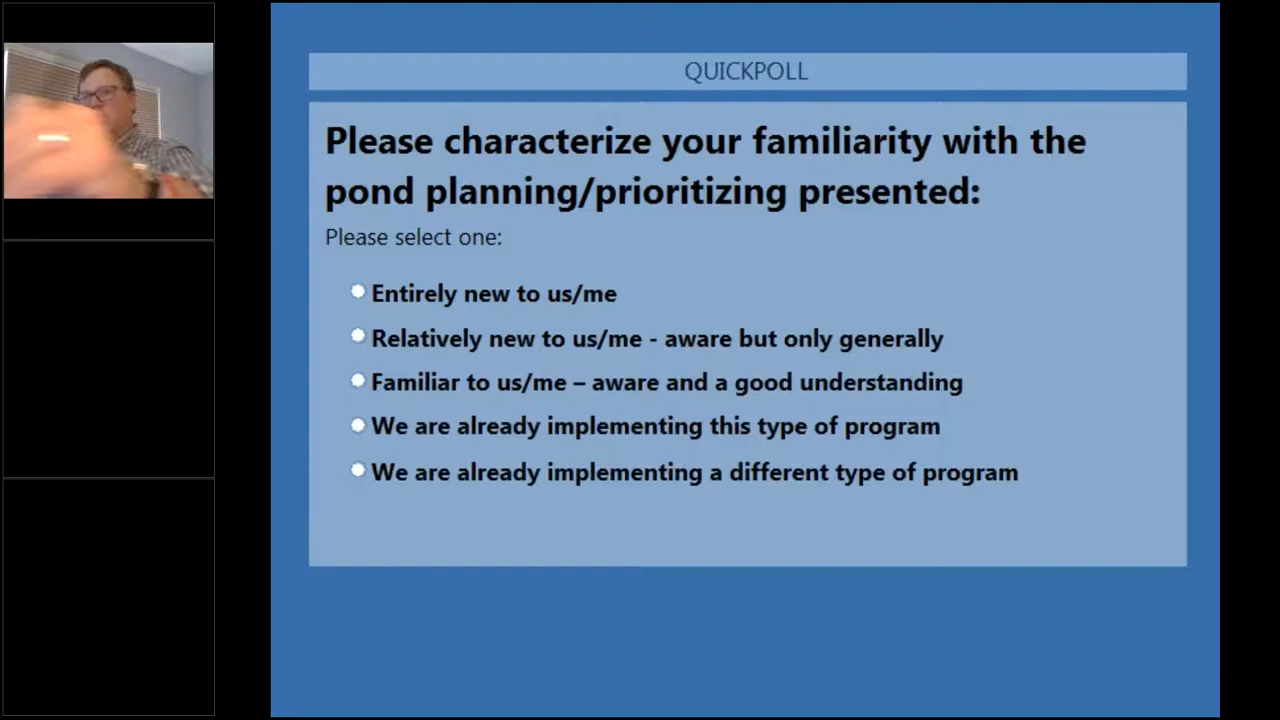 QUICKPOLL
Please characterize your familiarity with the
pond planning/prioritizing presented:
Please select one:
Entirely new to us/me
Relatively new to us/me - aware but only generally
Familiar to us/me – aware and a good understanding
We are already implementing this type of program
We are already implementing a different type of program